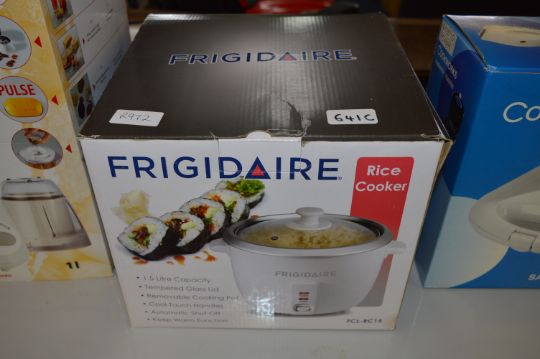 FRIGIDAIRE
R972
641C
FRIGIDAIRE
Rice
Cooker
FRIGIDAIRE
• 1.5 Litre Capacity
• Tempered Glass Lid
• Removable Cooking Pot
• Cool-Touch Handles
• Automatic Shut-Off
• Keep Warm Function
PULSE
1l
Co
SA